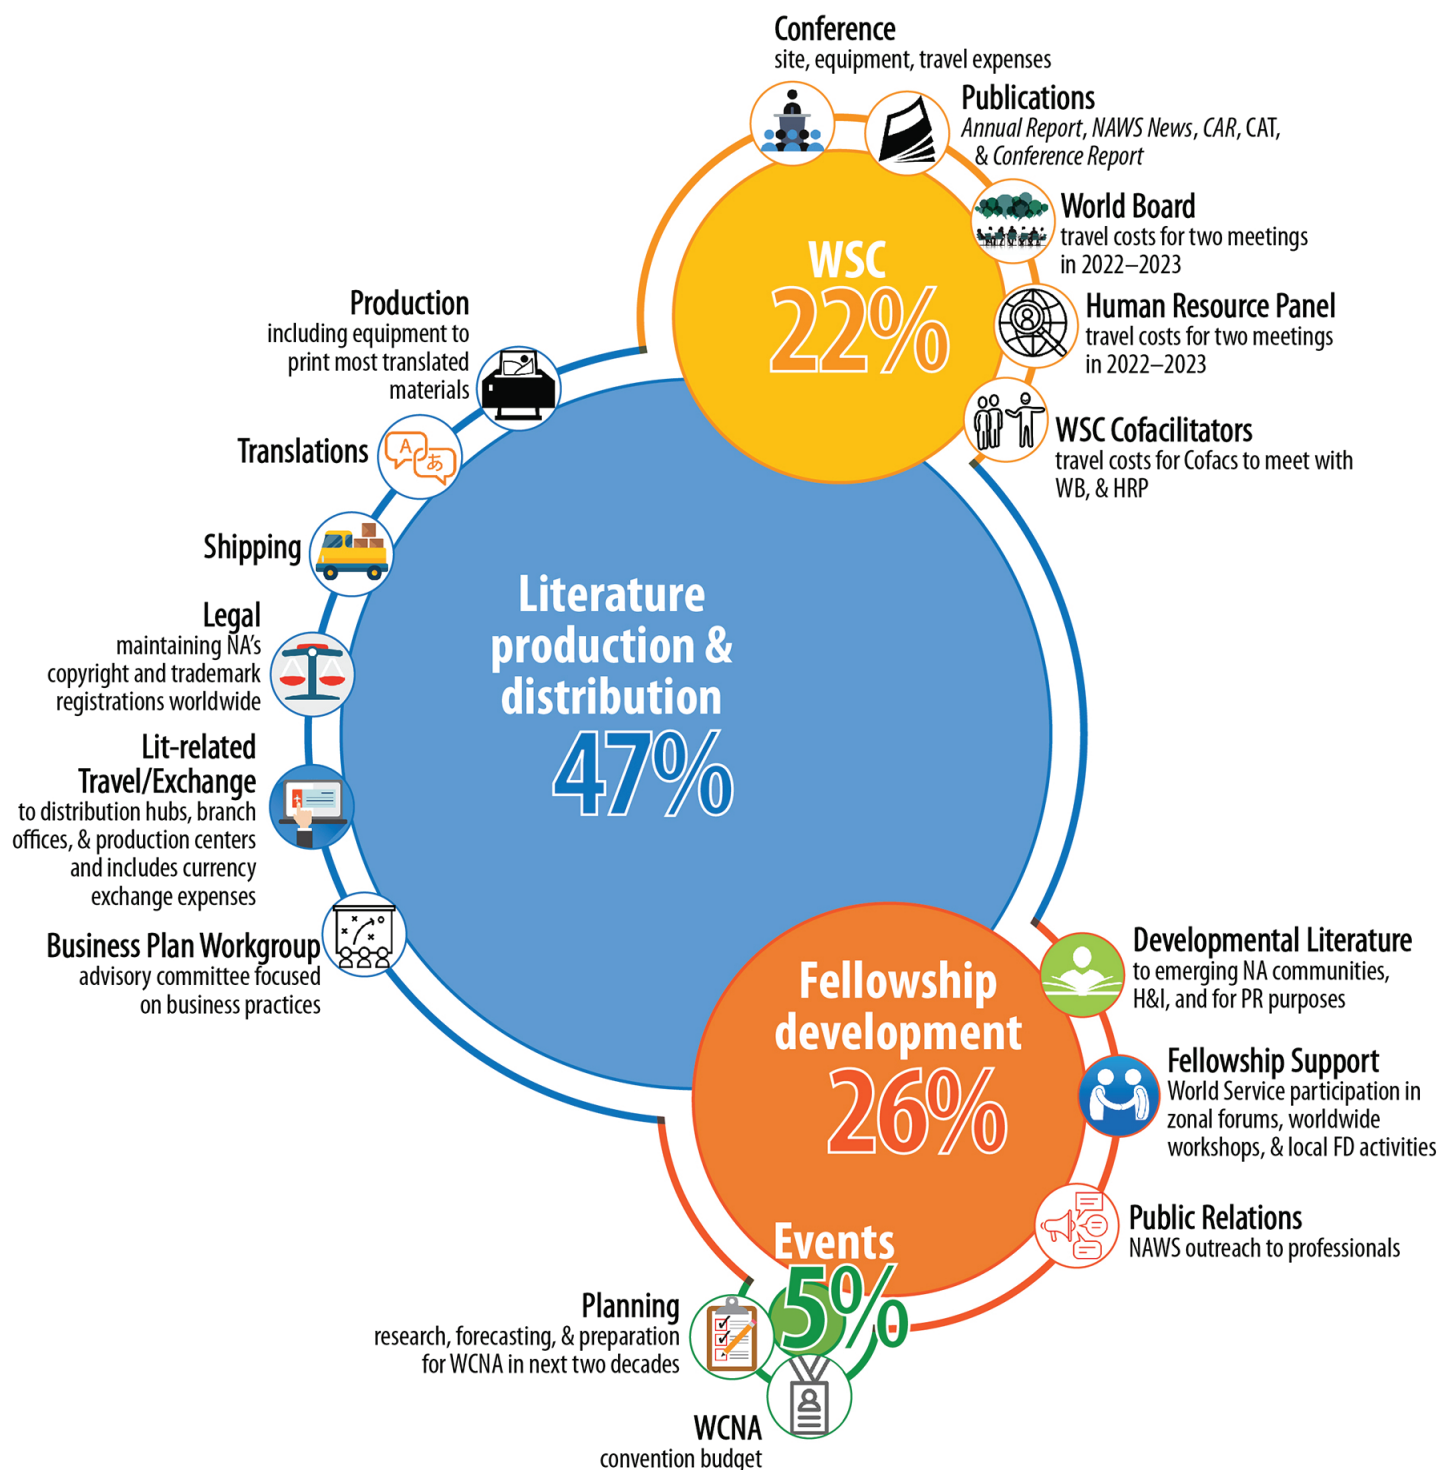 Conference
site, equipment, travel expenses
Publications
Annual Report, NAWS News, CAR, CAT,
& Conference Report
World Board
travel costs for two meetings
in 2022–2023
Human Resource Panel
travel costs for two meetings
in 2022–2023
WSC Cofacilitators
travel costs for Cofacs to meet with
WB, & HRP
WSC
22%
Production
including equipment to
print most translated
materials
Translations
A
あ
Shipping
Legal
maintaining NA's
copyright and trademark
registrations worldwide
Lit-related
Travel/Exchange
to distribution hubs, branch
offices, & production centers
and includes currency
exchange expenses
Business Plan Workgroup
advisory committee focused
on business practices
Literature
production &
distribution
47%
Fellowship
development
26%
Developmental Literature
to emerging NA communities,
H&I, and for PR purposes
Fellowship Support
World Service participation in
zonal forums, worldwide
workshops, & local FD activities
Public Relations
NAWS outreach to professionals
Events
5%
Planning
research, forecasting, & preparation
for WCNA in next two decades
WCNA
convention budget